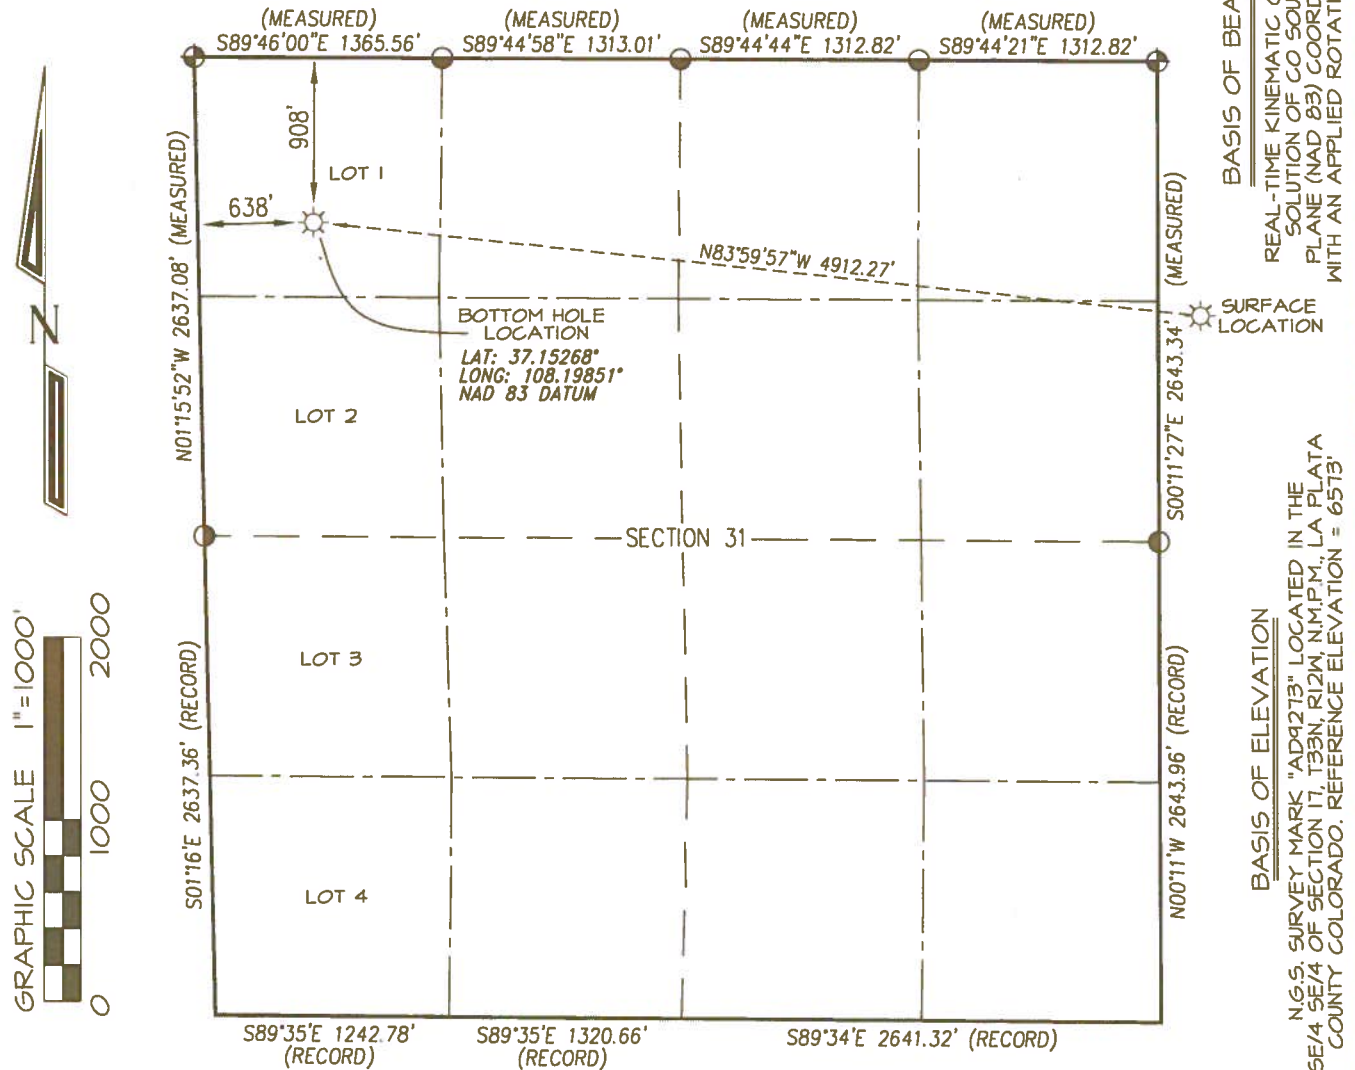 (MEASURED)
S89°46'00"E 1365.56'
(MEASURED)
S89°44'58"E 1313.01'
(MEASURED)
S89°44'44"E 1312.82'
(MEASURED)
S89°44'21"E 1312.82'
908'
LOT 1
638'
N83°59'57"W 4912.27'
SURFACE
LOCATION
BOTTOM HOLE
LOCATION
LAT: 37.15268°
LONG: 108.19851°
NAD 83 DATUM
N
N01°15'52"W 2637.08' (MEASURED)
S00°11'27"E 2643.34' (MEASURED)
LOT 2
SECTION 31
LOT 3
LOT 4
S01°16'E 2637.36' (RECORD)
N00°11'W 2643.96' (RECORD)
S89°35'E 1242.78'
(RECORD)
S89°35'E 1320.66'
(RECORD)
S89°34'E 2641.32' (RECORD)
GRAPHIC SCALE 1"=1000'
0 1000 2000
BASIS OF
REAL-TIME KINEMATIC
SOLUTION OF CO
PLANE (NAD 83)
WITH AN APPLIED
BASIS OF ELEVATION
N.G.S. SURVEY MARK "AD9273" LOCATED IN THE
SE/4 SE/4 OF SECTION 17, T33N, R12W, N.M.P.M., LA PLATA
COUNTY COLORADO. REFERENCE ELEVATION = 6573'